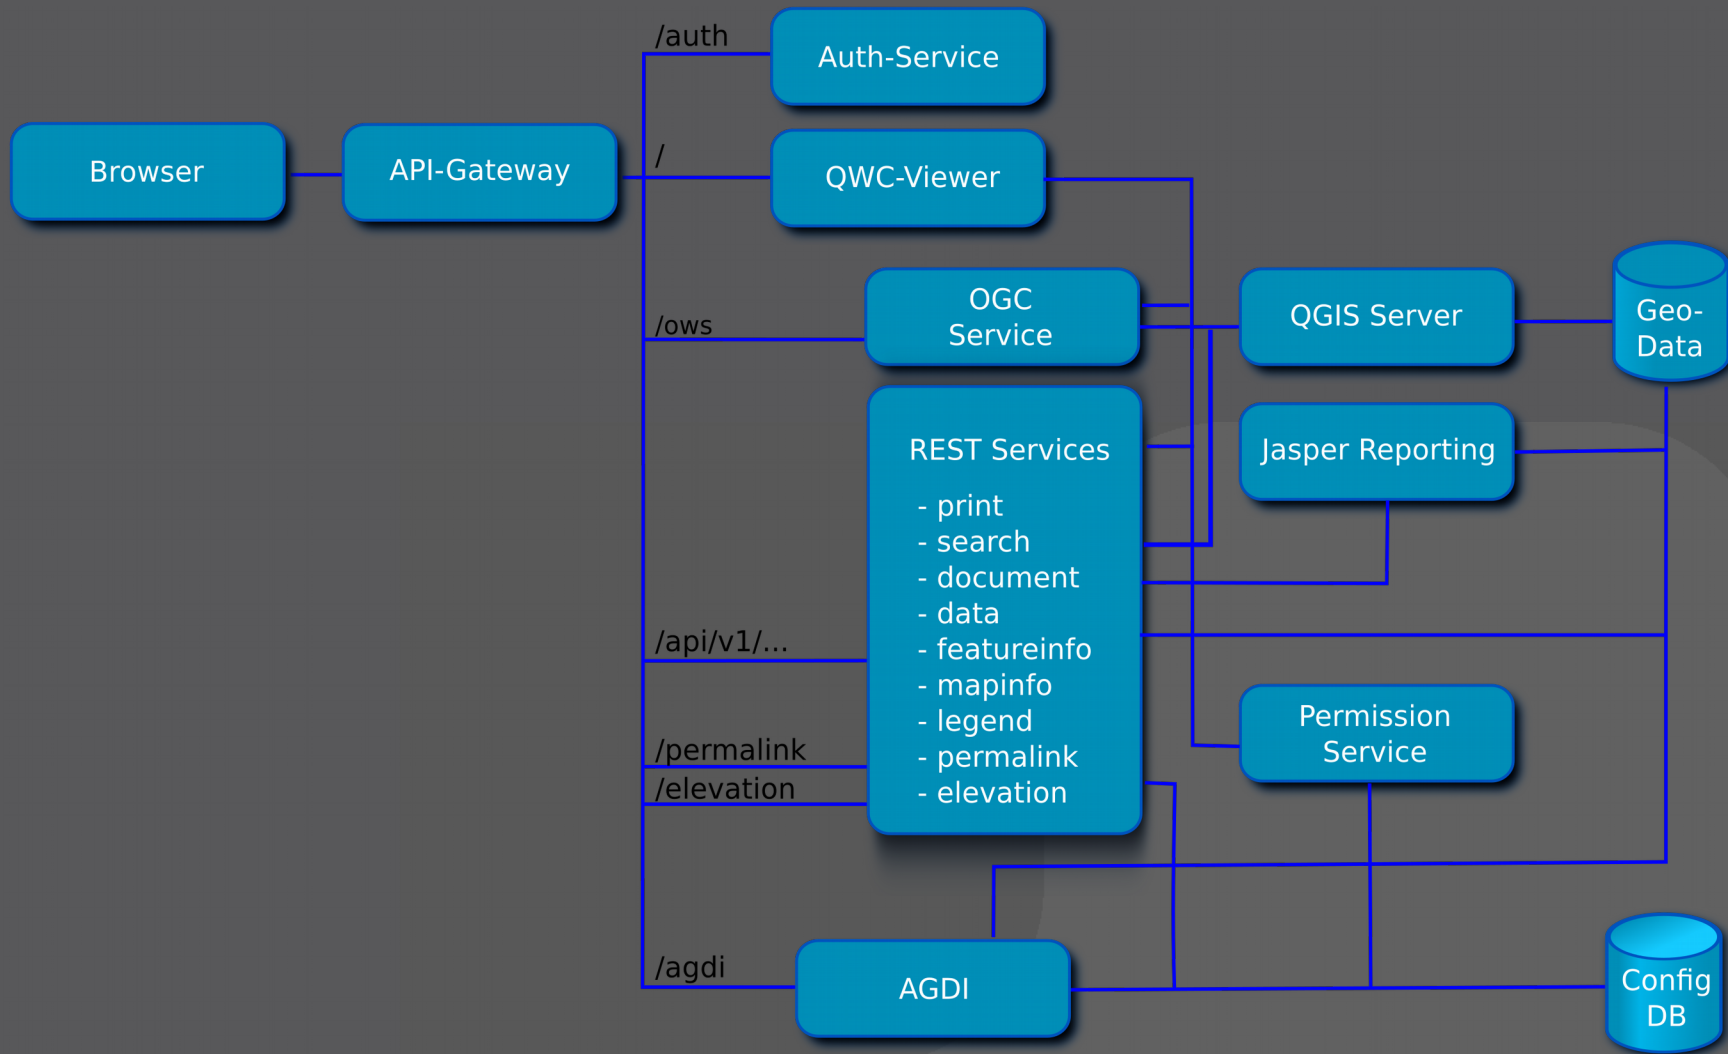 /auth
Auth-Service
Browser
API-Gateway
/
QWC-Viewer
/ows
OGC
Service
QGIS Server
Geo-
Data
REST Services
- print
- search
- document
- data
- featureinfo
- mapinfo
- legend
- permalink
- elevation
Jasper Reporting
/api/v1/...
/permalink
/elevation
Permission
Service
/agdi
AGDI
Config
DB